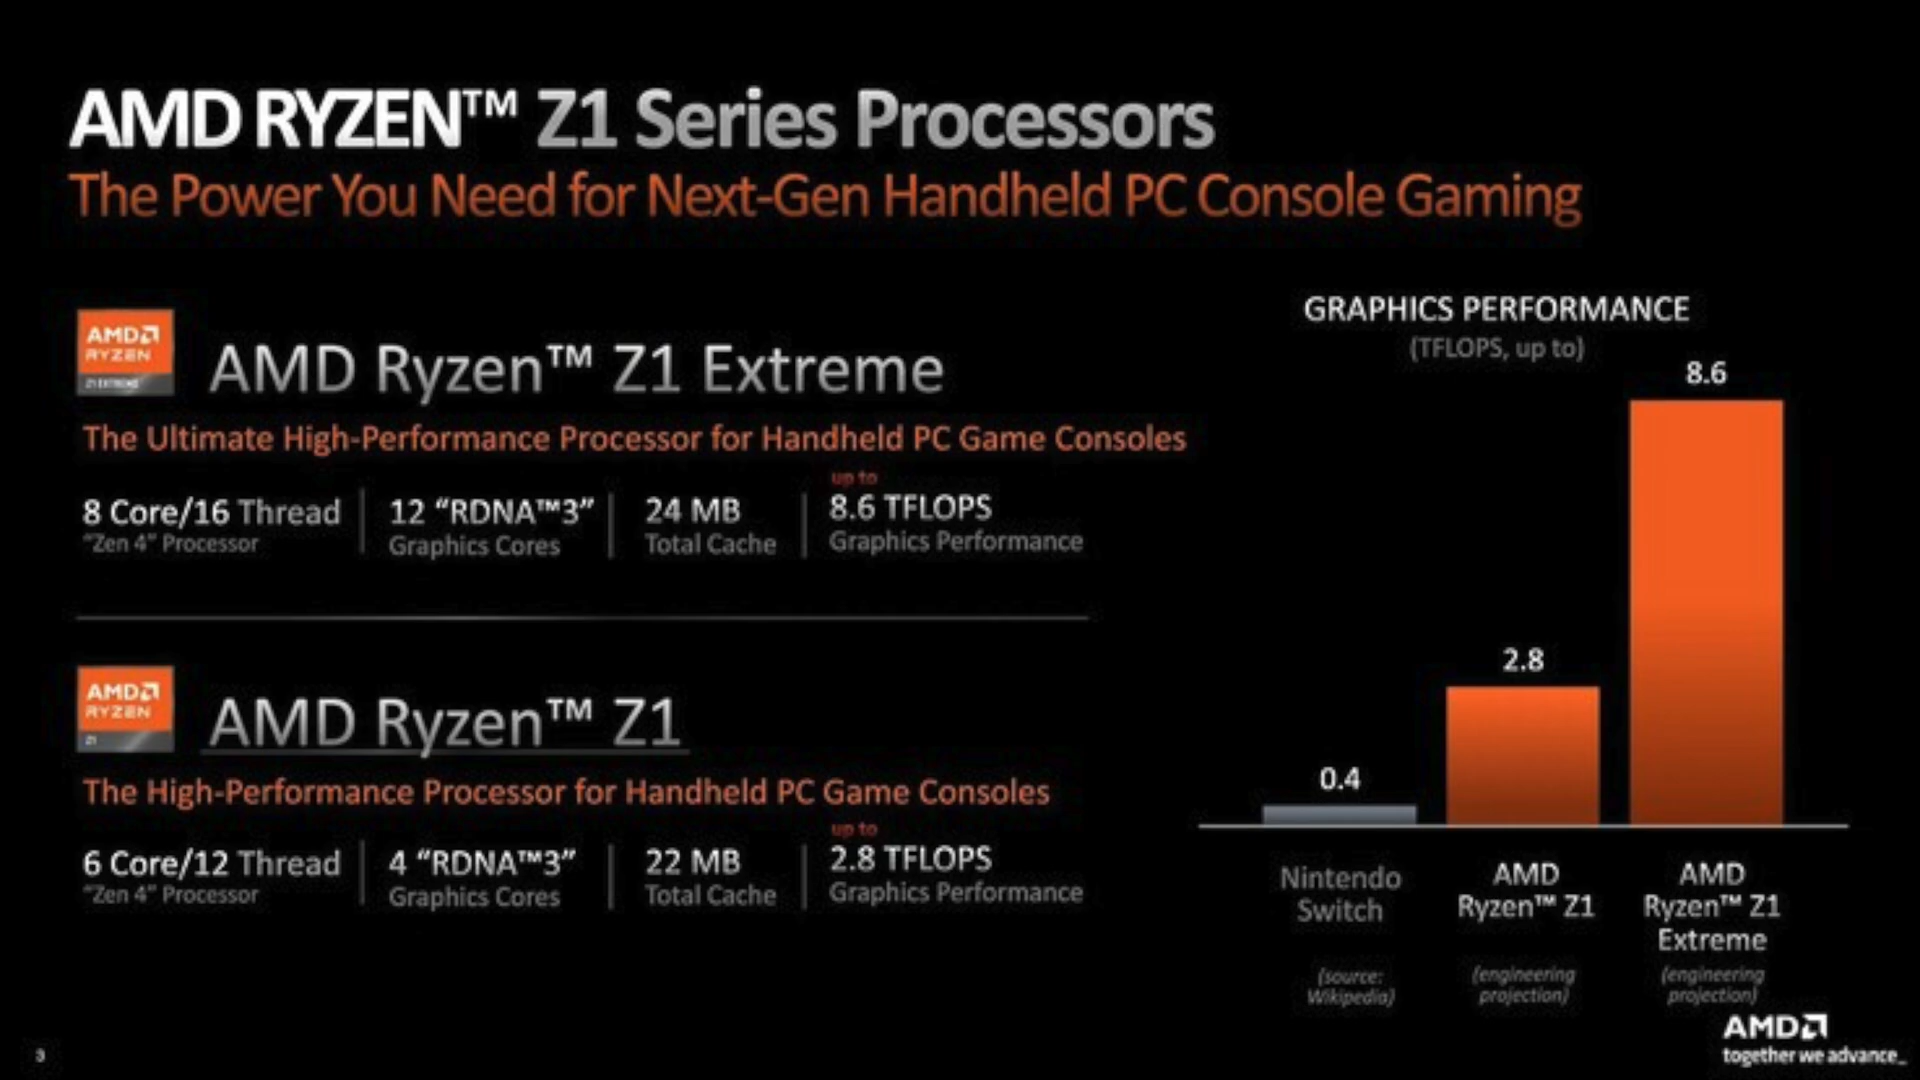 AMD RYZEN™ Z1 Series Processors
The Power You Need for Next-Gen Handheld PC Console Gaming
AMD
RYZEN
Z1 EXTREME
AMD Ryzen™ Z1 Extreme
The Ultimate High-Performance Processor for Handheld PC Game Consoles
8 Core/16 Thread
"Zen 4" Processor
12 “RDNA™3”
Graphics Cores
24 MB
Total Cache
up to
8.6 TFLOPS
Graphics Performance
AMD
RYZEN
Z1
AMD Ryzen™ Z1
The High-Performance Processor for Handheld PC Game Consoles
6 Core/12 Thread
"Zen 4" Processor
4 “RDNA™3”
Graphics Cores
22 MB
Total Cache
up to
2.8 TFLOPS
Graphics Performance
GRAPHICS PERFORMANCE
(TFLOPS, up to)
8.6
2.8
0.4
Nintendo
Switch
(source:
Wikipedia)
AMD
Ryzen™ Z1
(engineering
projection)
AMD
Ryzen™ Z1
Extreme
(engineering
projection)
AMD
together we advance_
3